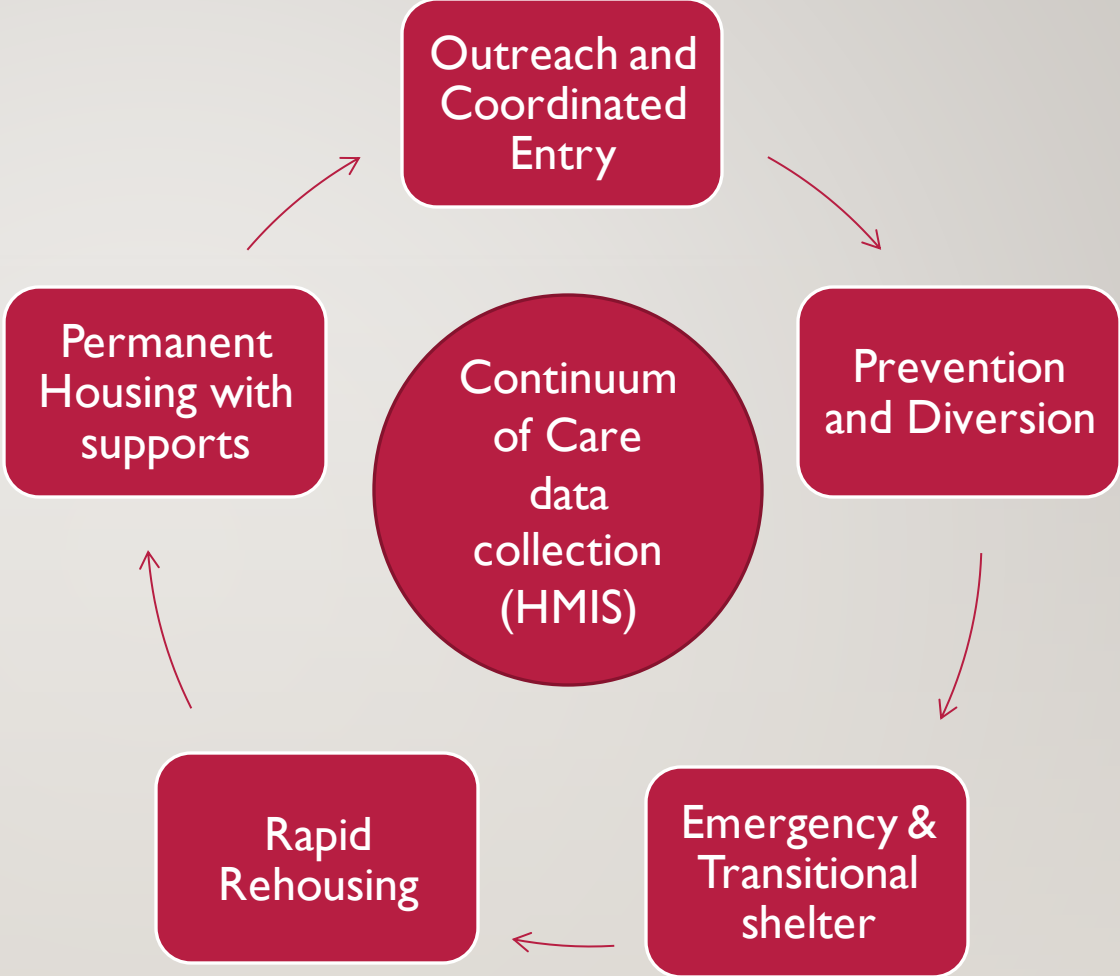 Outreach and
Coordinated
Entry
Permanent
Housing with
supports
Continuum
of Care
data
collection
(HMIS)
Prevention
and Diversion
Rapid
Rehousing
Emergency &
Transitional
shelter